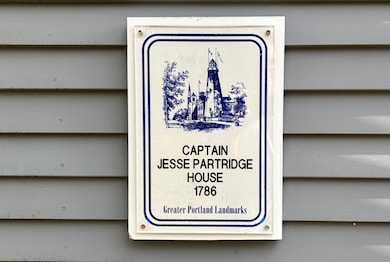 CAPTAIN
JESSE PARTRIDGE
HOUSE
1786
Greater Portland Landmarks